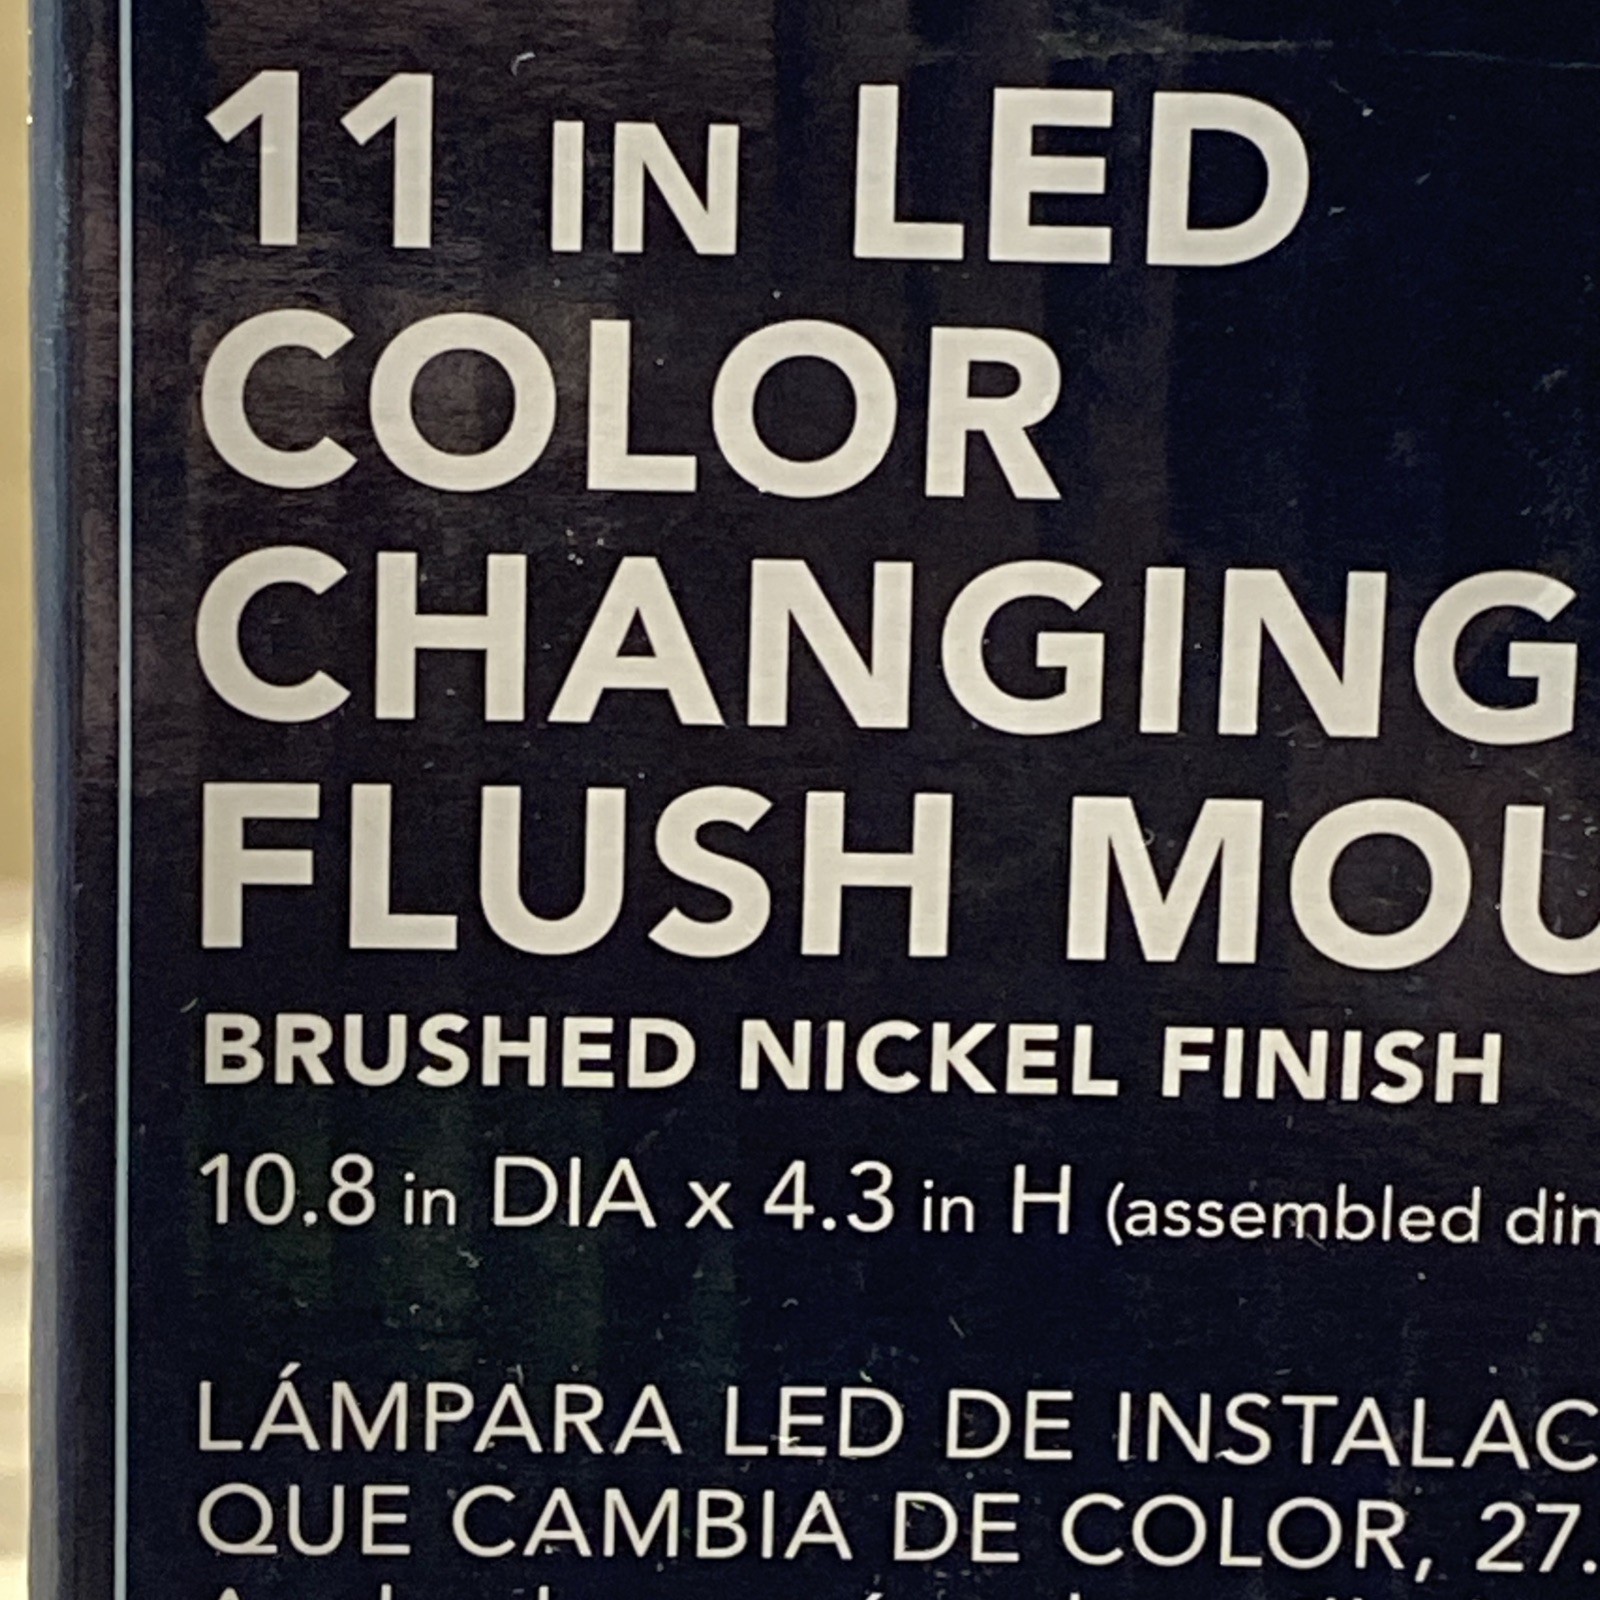 11 IN LED
COLOR
CHANGING
FLUSH MOU
BRUSHED NICKEL FINISH
10.8 in DIA x 4.3 in H (assembled din
LÁMPARA LED DE INSTALAC
QUE CAMBIA DE COLOR, 27.